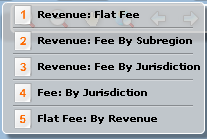 1 Revenue: Flat Fee
2 Revenue: Fee By Subregion
3 Revenue: Fee By Jurisdiction
4 Fee: By Jurisdiction
5 Flat Fee: By Revenue